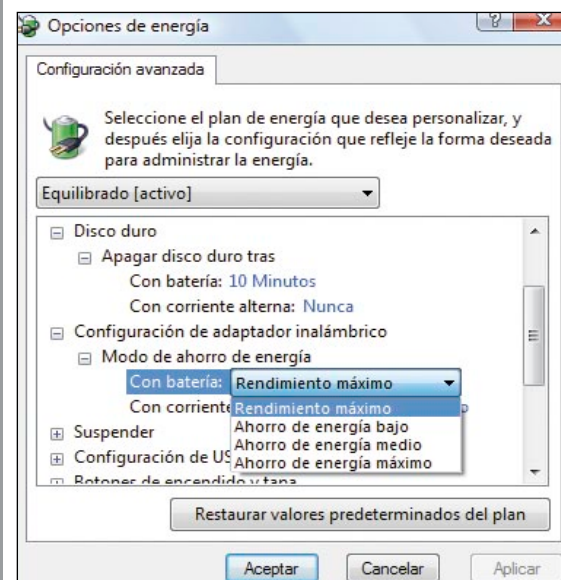 Opciones de energía
Configuración avanzada
Seleccione el plan de energía que desea personalizar, y
después elija la configuración que refleje la forma deseada
para administrar la energía.
Equilibrado [activo]
Disco duro
Apagar disco duro tras
Con batería: 10 Minutos
Con corriente alterna: Nunca
Configuración de adaptador inalámbrico
Modo de ahorro de energía
Con batería: Rendimiento máximo
Con corriente
Rendimiento máximo
Ahorro de energía bajo
Suspender
Ahorro de energía medio
Configuración de US
Ahorro de energía máximo
Botones de encendido y tapa
Restaurar valores predeterminados del plan
Aceptar Cancelar Aplicar